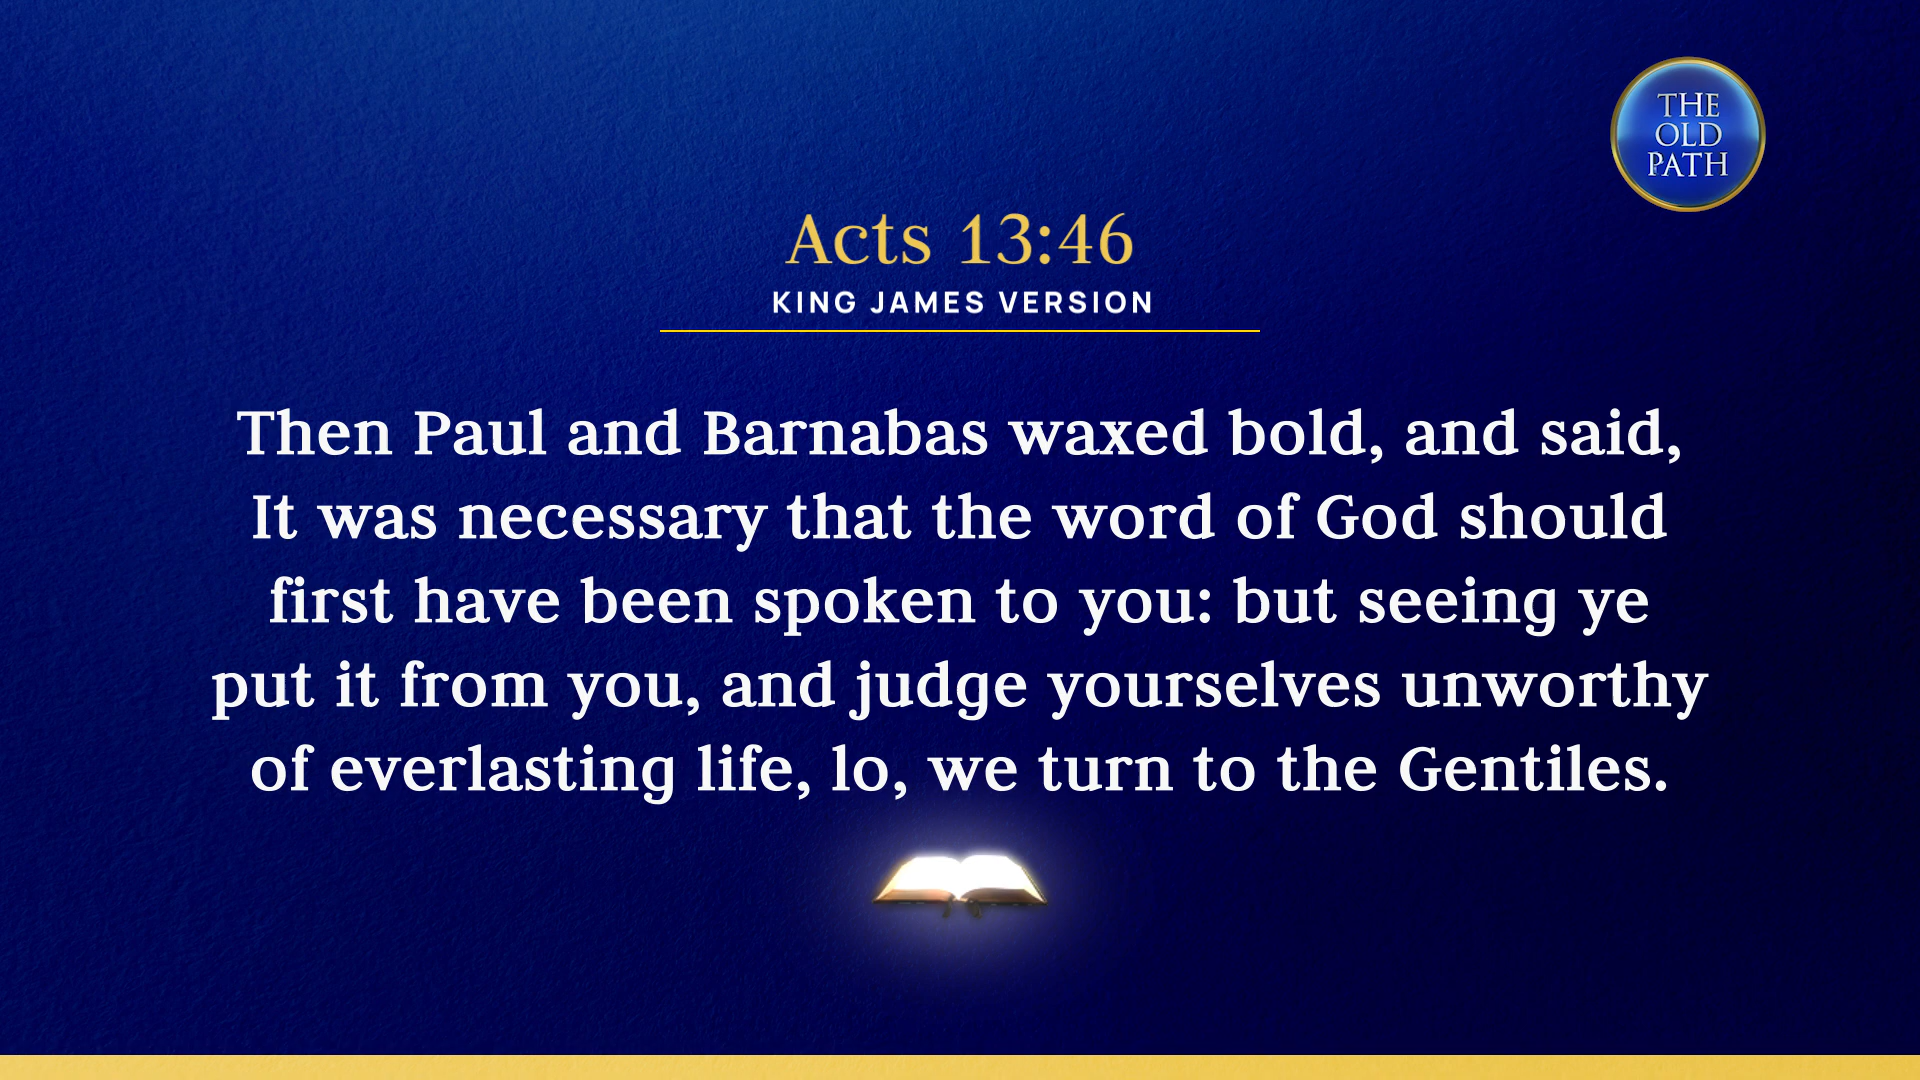 THE
OLD
PATH
Acts 13:46
KING JAMES VERSION
Then Paul and Barnabas waxed bold, and said,
It was necessary that the word of God should
first have been spoken to you: but seeing ye
put it from you, and judge yourselves unworthy
of everlasting life, lo, we turn to the Gentiles.